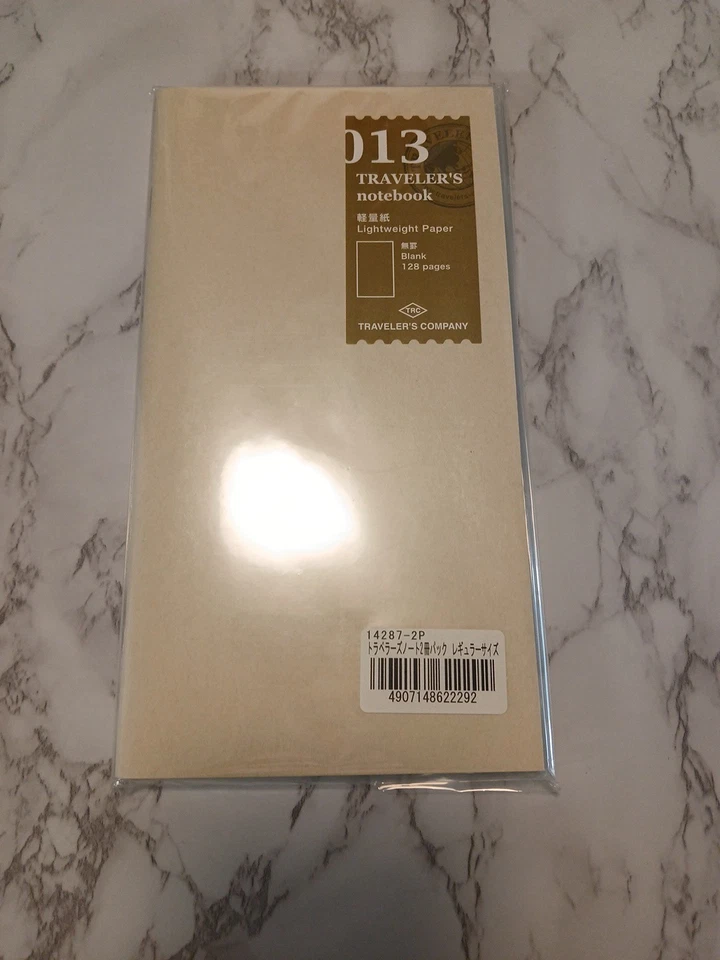 013
TRAVELER'S
notebook
軽量紙
Lightweight Paper
無罫
Blank
128 pages
TRC
TRAVELER'S COMPANY
14287-2P
トラベラーズノート2冊パック レギュラーサイズ
4907148622292